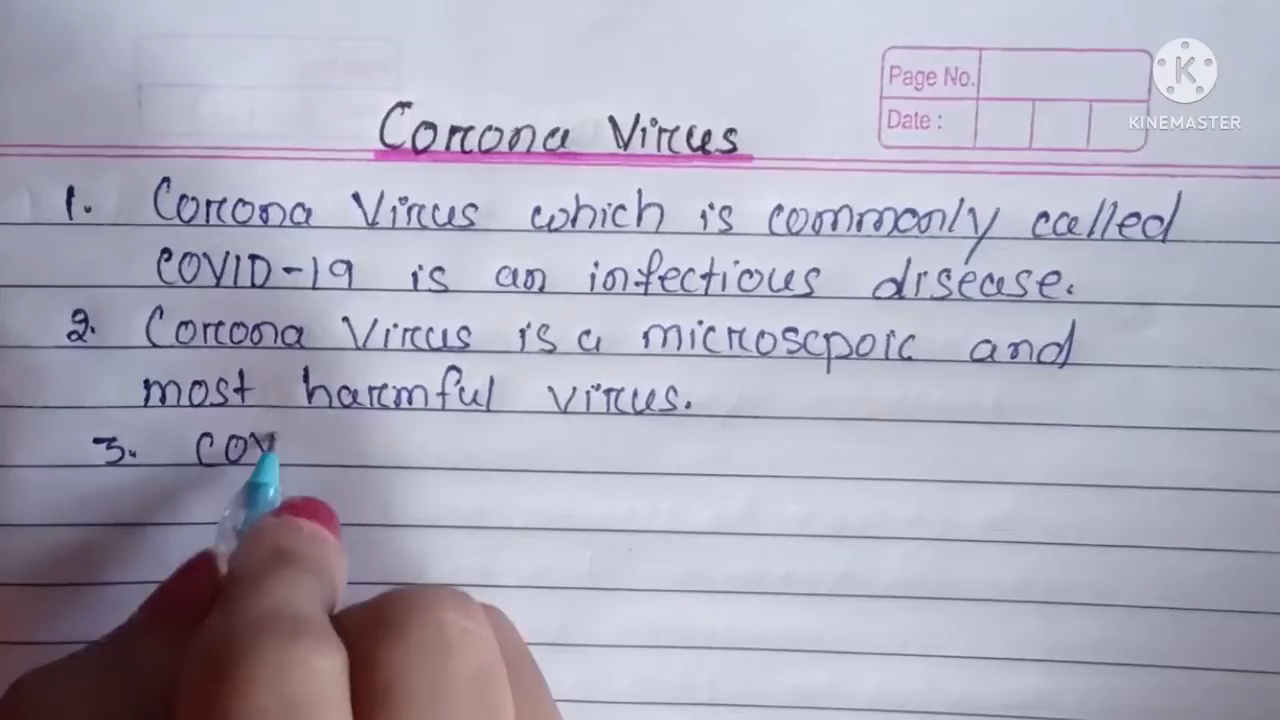 Page No.
Date :
KINEMASTER
Corona Virus
1. Corona Virus which is commonly called
COVID-19 is an infectious disease.
2. Corona Virus is a microscpoic and
most harmful virus.
3. COV